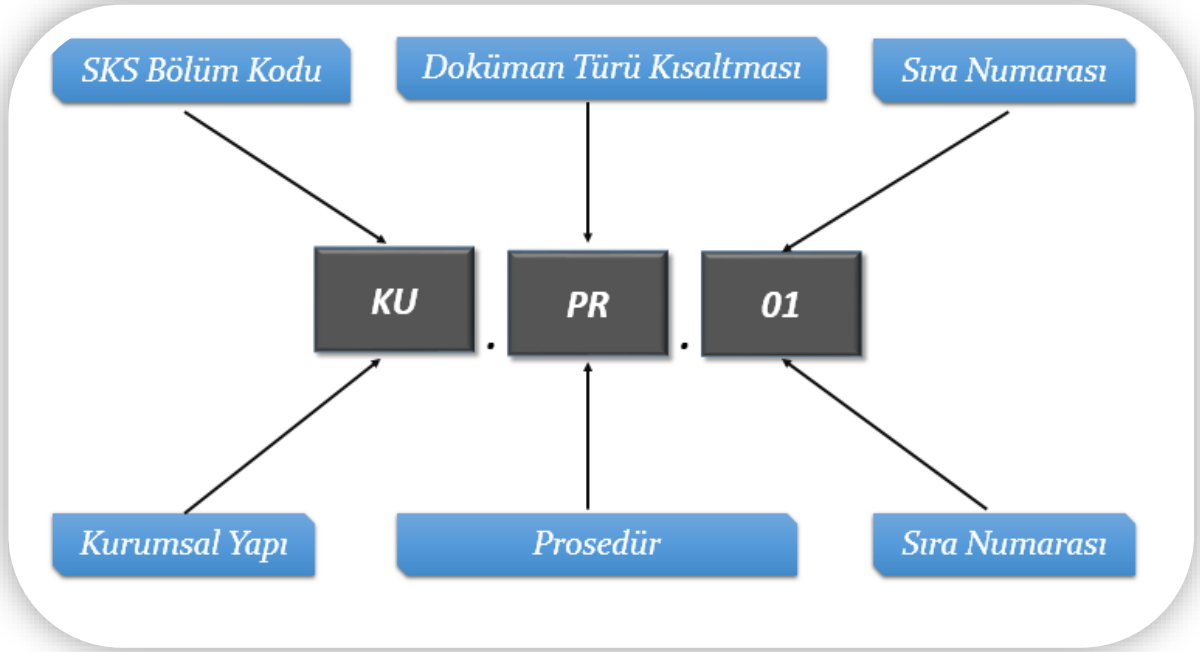 SKS Bölüm Kodu
Doküman Türü Kısaltması
Sıra Numarası
KU . PR . 01
Kurumsal Yapı
Prosedür
Sıra Numarası